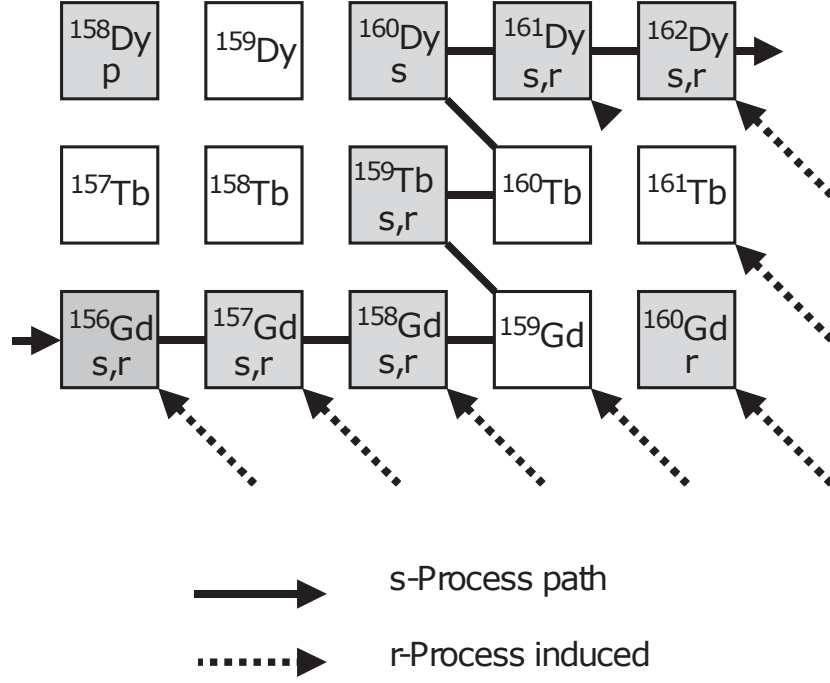 ¹⁵⁸Dy ¹⁵⁹Dy ¹⁶⁰Dy ¹⁶¹Dy ¹⁶²Dy
p s s,r s,r
¹⁵⁷Tb ¹⁵⁸Tb ¹⁵⁹Tb ¹⁶⁰Tb ¹⁶¹Tb
s,r
¹⁵⁶Gd ¹⁵⁷Gd ¹⁵⁸Gd ¹⁵⁹Gd ¹⁶⁰Gd
s,r s,r s,r r
s-Process path
r-Process induced